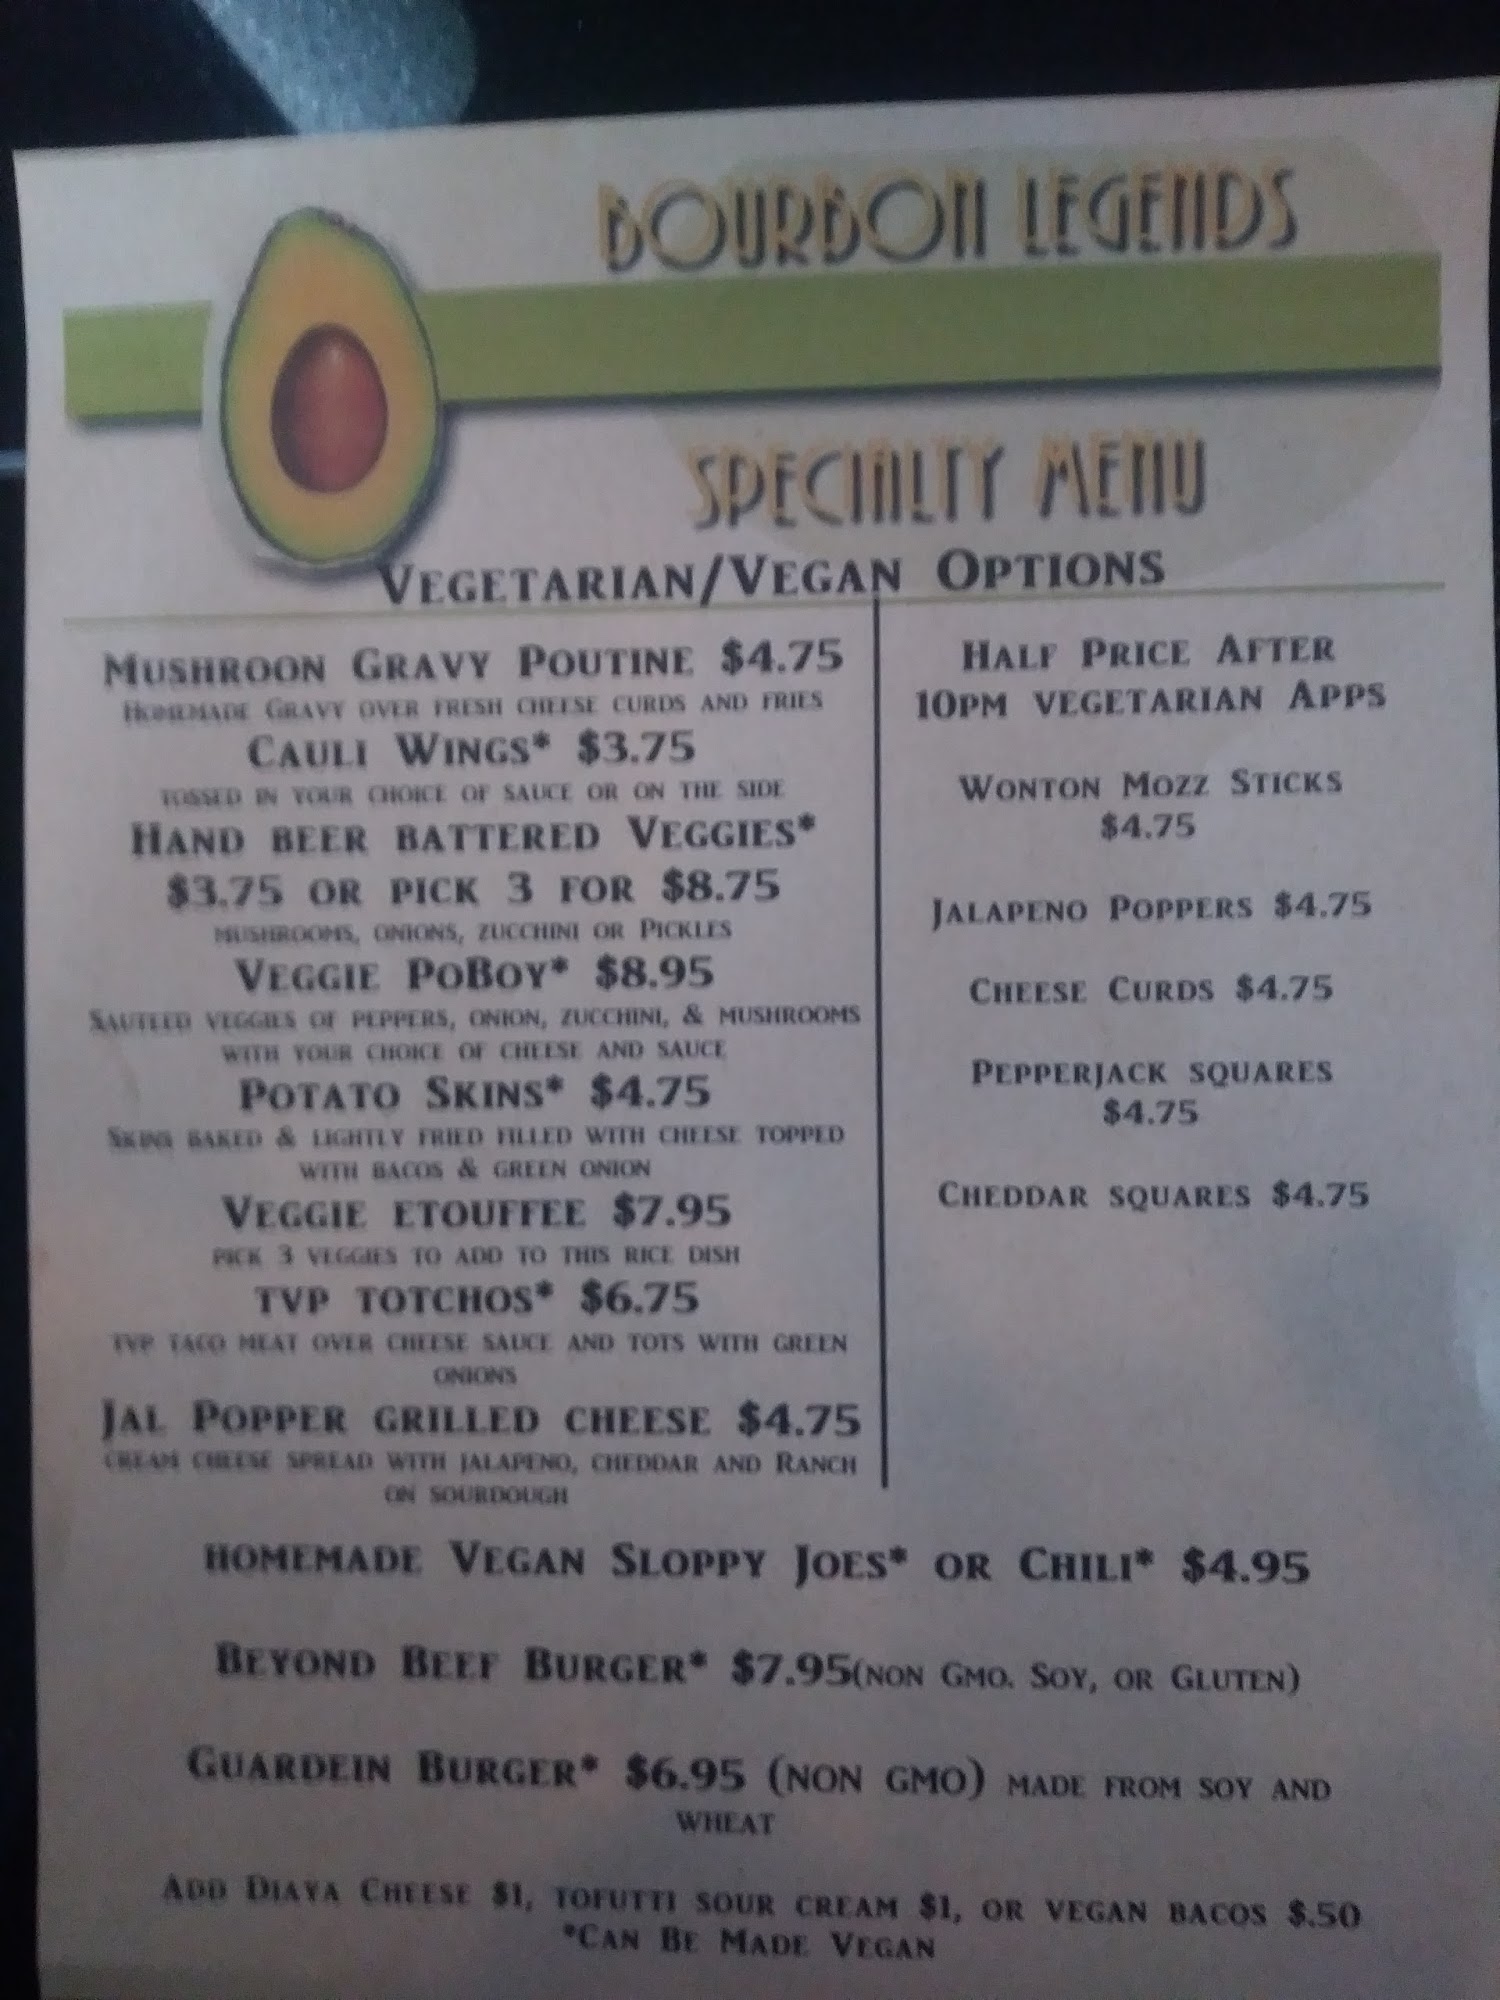 BOURBON LEGENDS
SPECIALTY MENU
VEGETARIAN/VEGAN OPTIONS
MUSHROON GRAVY POUTINE $4.75
HOMEMADE GRAVY OVER FRESH CHEESE CURDS AND FRIES
CAULI WINGS* $3.75
TOSSED IN YOUR CHOICE OF SAUCE OR ON THE SIDE
HAND BEER BATTERED VEGGIES*
$3.75 OR PICK 3 FOR $8.75
MUSHROOMS, ONIONS, ZUCCHINI OR PICKLES
VEGGIE POBOY* $8.95
SAUTEED VEGGIES OF PEPPERS, ONION, ZUCCHINI, & MUSHROOMS
WITH YOUR CHOICE OF CHEESE AND SAUCE
POTATO SKINS* $4.75
SKINS BAKED & LIGHTLY FRIED FILLED WITH CHEESE TOPPED
WITH BACOS & GREEN ONION
VEGGIE ETOUFFEE $7.95
PICK 3 VEGGIES TO ADD TO THIS RICE DISH
TVP TOTCHOS* $6.75
TVP TACO MEAT OVER CHEESE SAUCE AND TOTS WITH GREEN
ONIONS
JAL POPPER GRILLED CHEESE $4.75
CREAM CHEESE SPREAD WITH JALAPENO, CHEDDAR AND RANCH
ON SOURDOUGH
HALF PRICE AFTER
10PM VEGETARIAN APPS
WONTON MOZZ STICKS
$4.75
JALAPENO POPPERS $4.75
CHEESE CURDS $4.75
PEPPERJACK SQUARES
$4.75
CHEDDAR SQUARES $4.75
HOMEMADE VEGAN SLOPPY JOES* OR CHILI* $4.95
BEYOND BEEF BURGER* $7.95(NON GMO. SOY, OR GLUTEN)
GUARDEIN BURGER* $6.95 (NON GMO) MADE FROM SOY AND
WHEAT
ADD DIAYA CHEESE $1, TOFUTTI SOUR CREAM $1, OR VEGAN BACOS $.50
*CAN BE MADE VEGAN